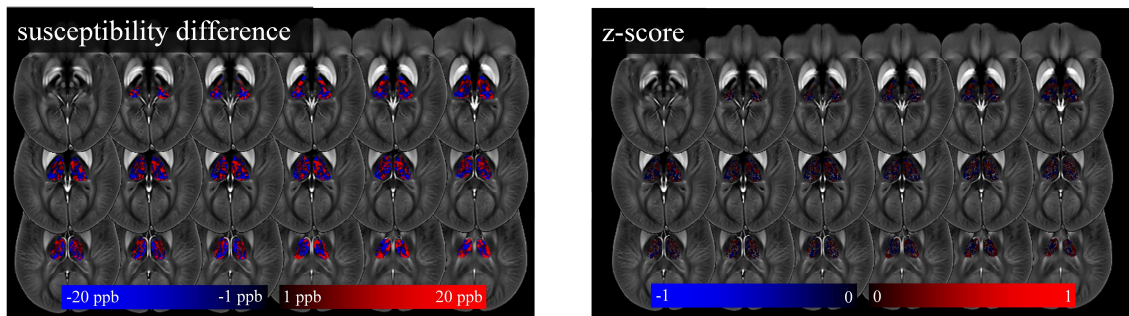 susceptibility difference
-20 ppb -1 ppb 1 ppb 20 ppb
z-score
-1 0 0 1